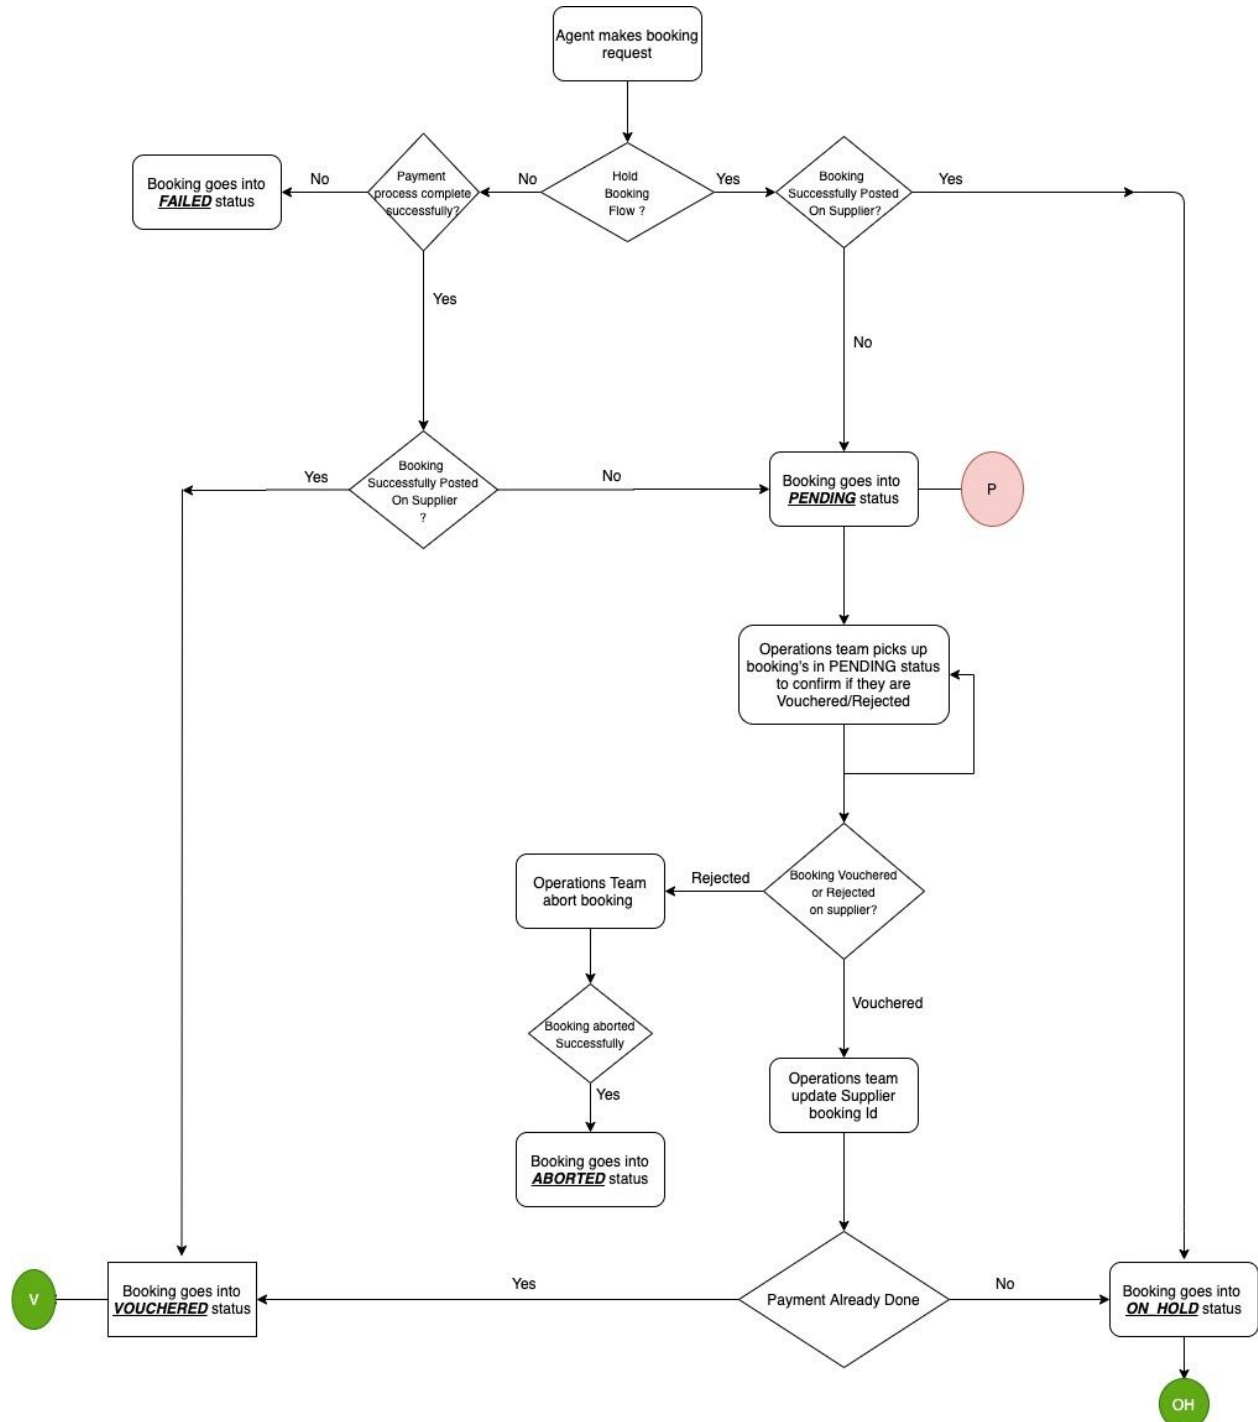 Agent makes booking
request
Hold
Booking
Flow ?
No
Yes
Payment
process complete
successfully?
No
Booking goes into
FAILED status
Booking
Successfully Posted
On Supplier?
Yes
Yes
No
Booking
Successfully Posted
On Supplier
?
Yes
No
Booking goes into
PENDING status
P
Operations team picks up
booking's in PENDING status
to confirm if they are
Vouchered/Rejected
Booking Vouchered
or Rejected
on supplier?
Rejected
Operations Team
abort booking
Vouchered
Booking aborted
Successfully
Yes
Operations team
update Supplier
booking Id
Booking goes into
ABORTED status
Payment Already Done
Yes
No
V
Booking goes into
VOUCHERED status
Booking goes into
ON_HOLD status
OH